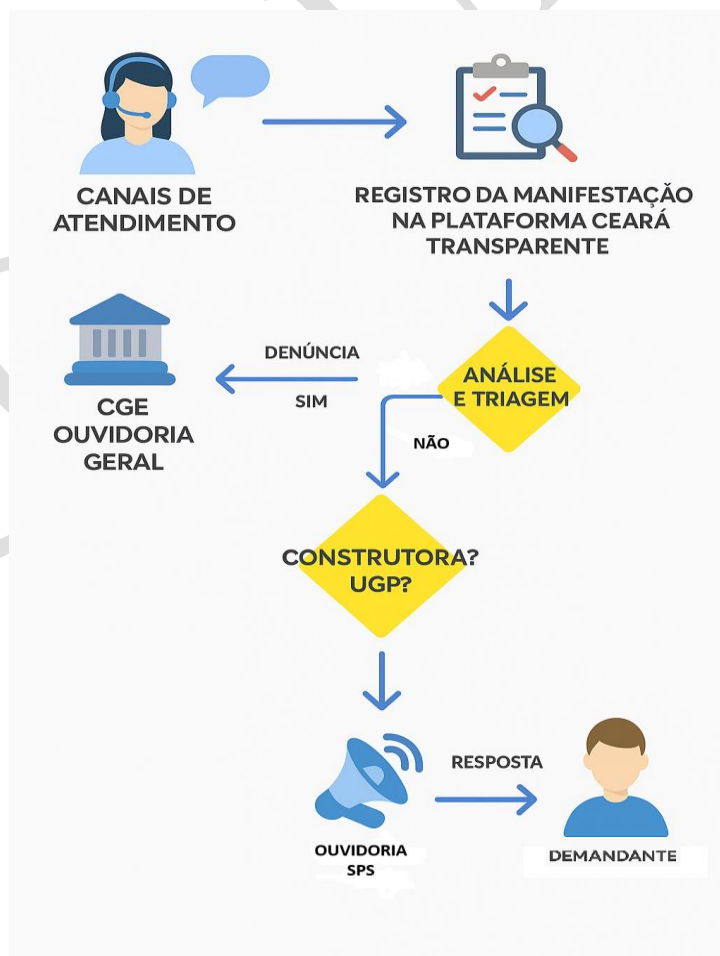 CANAIS DE
ATENDIMENTO
REGISTRO DA MANIFESTAÇÃO
NA PLATAFORMA CEARÁ
TRANSPARENTE
DENÚNCIA
SIM
CGE
OUVIDORIA
GERAL
ANÁLISE
E TRIAGEM
NÃO
CONSTRUTORA?
UGP?
OUVIDORIA
SPS
RESPOSTA
DEMANDANTE